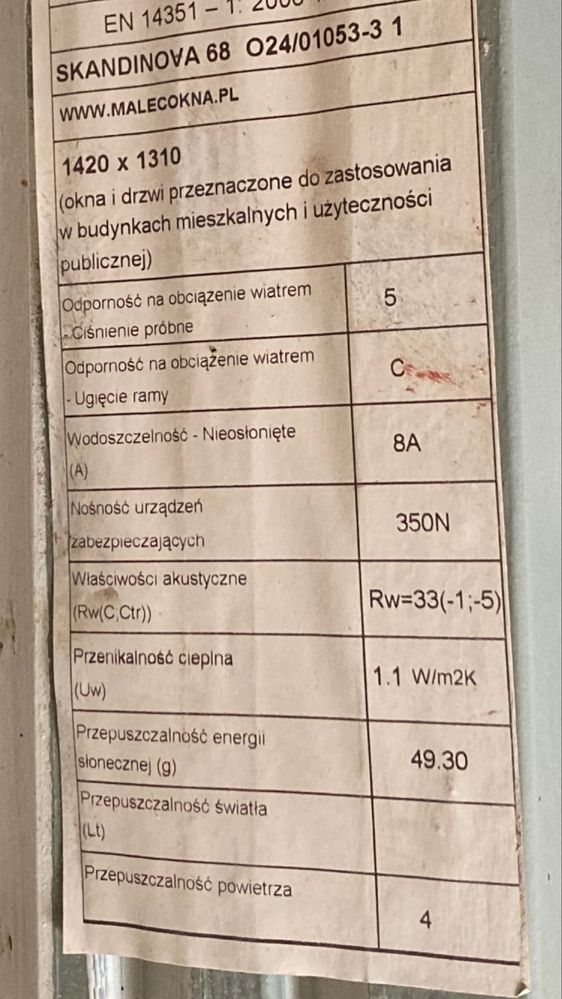 EN 14351 – 1:
SKANDINOVA 68 O24/01053-3 1
WWW.MALECOKNA.PL
1420 x 1310
(okna i drzwi przeznaczone do zastosowania
w budynkach mieszkalnych i użyteczności
publicznej)
Odporność na obciążenie wiatrem
- Ciśnienie próbne
5
Odporność na obciążenie wiatrem
- Ugięcie ramy
C
Wodoszczelność - Nieosłonięte
(A)
8A
Nośność urządzeń
zabezpieczających
350N
Właściwości akustyczne
(Rw(C,Ctr))
Rw=33(-1;-5)
Przenikalność cieplna
(Uw)
1.1 W/m2K
Przepuszczalność energii
słonecznej (g)
49.30
Przepuszczalność światła
(Lt)
Przepuszczalność powietrza
4